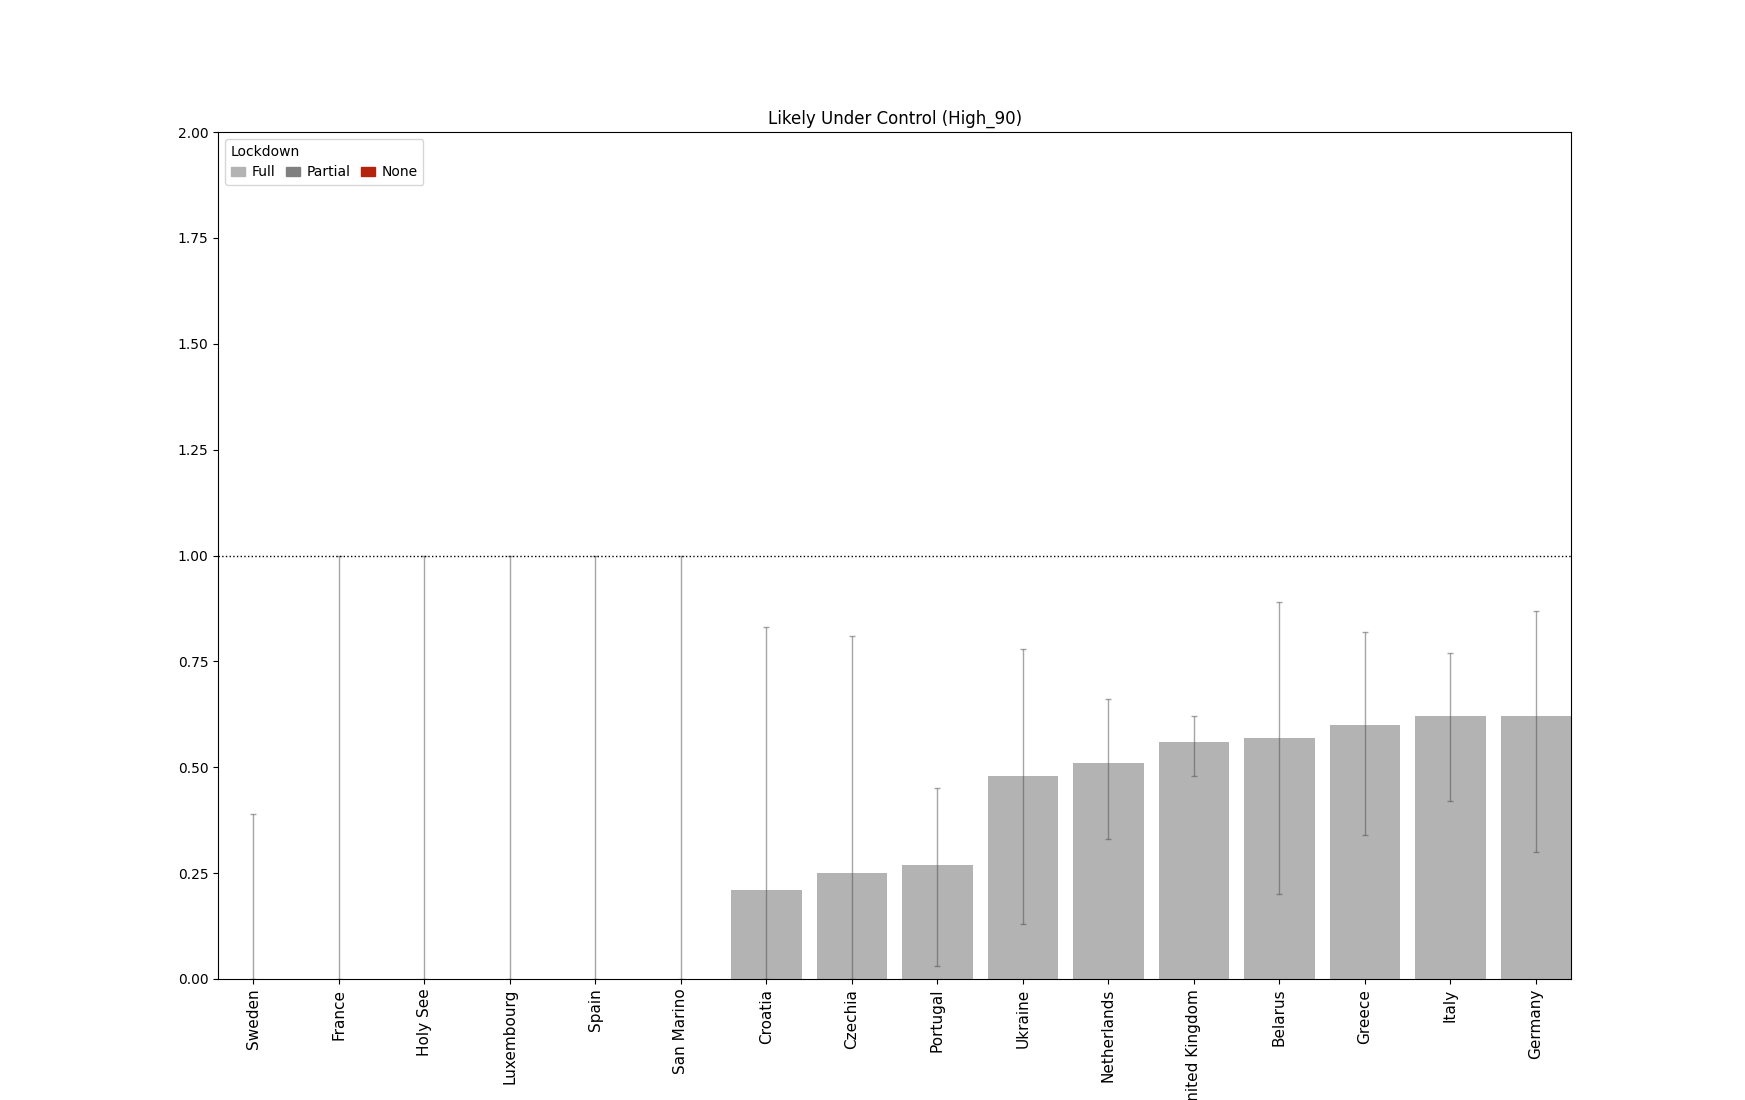 Likely Under Control (High_90)
Lockdown
Full Partial None
2.00
1.75
1.50
1.25
1.00
0.75
0.50
0.25
0.00
Sweden
France
Holy See
Luxembourg
Spain
San Marino
Croatia
Czechia
Portugal
Ukraine
Netherlands
nited Kingdom
Belarus
Greece
Italy
Germany